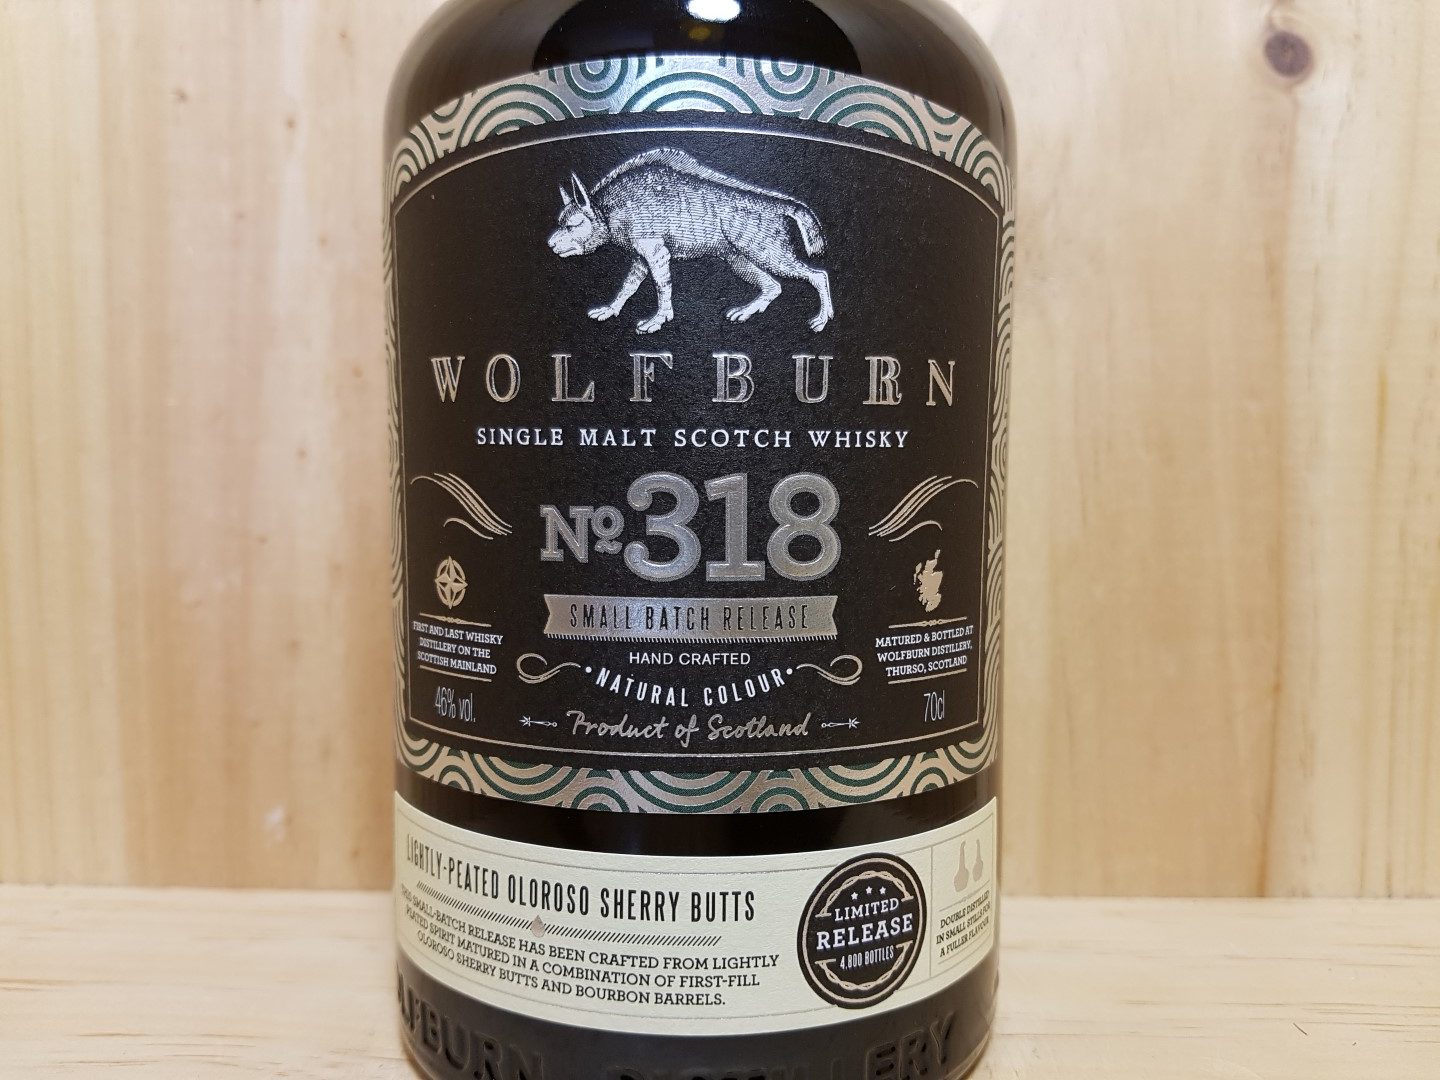 WOLFBURN
SINGLE MALT SCOTCH WHISKY
Nº318
SMALL BATCH RELEASE
HAND CRAFTED
• NATURAL COLOUR •
Product of Scotland
FIRST AND LAST WHISKY
DISTILLERY ON THE
SCOTTISH MAINLAND
46% vol.
MATURED & BOTTLED AT
WOLFBURN DISTILLERY,
THURSO, SCOTLAND
70cl
LIGHTLY-PEATED OLOROSO SHERRY BUTTS
THIS SMALL-BATCH RELEASE HAS BEEN CRAFTED FROM LIGHTLY
PEATED SPIRIT MATURED IN A COMBINATION OF FIRST-FILL
OLOROSO SHERRY BUTTS AND BOURBON BARRELS.
LIMITED
RELEASE
4.800 BOTTLES
DOUBLE DISTILLED
IN SMALL STILLS FOR
A FULLER FLAVOUR